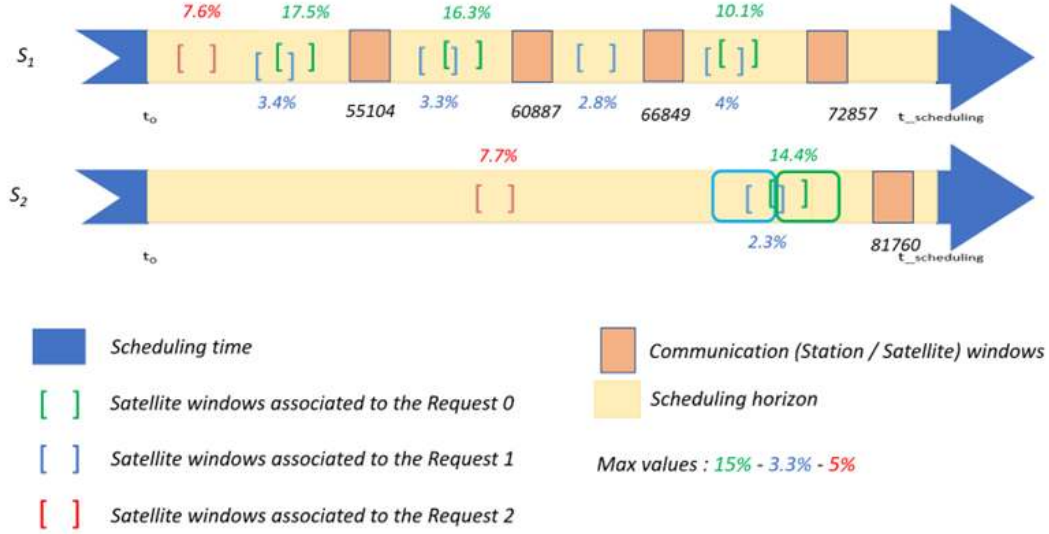 7.6% 17.5% 16.3% 10.1%
S1
3.4% 3.3% 2.8% 4%
55104 60887 66849 72857
to t_scheduling
7.7% 14.4%
S2
2.3%
81760
to t_scheduling
Scheduling time
Communication (Station / Satellite) windows
Satellite windows associated to the Request 0
Scheduling horizon
Satellite windows associated to the Request 1
Max values : 15% - 3.3% - 5%
Satellite windows associated to the Request 2